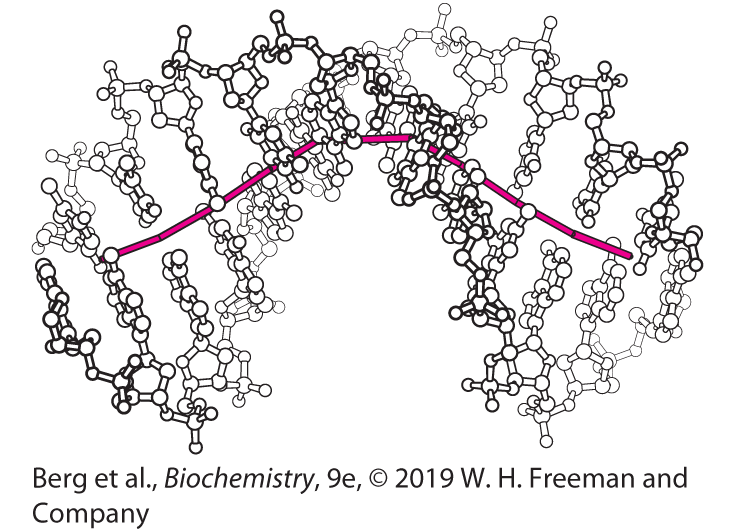 Berg et al., Biochemistry, 9e, © 2019 W. H. Freeman and
Company